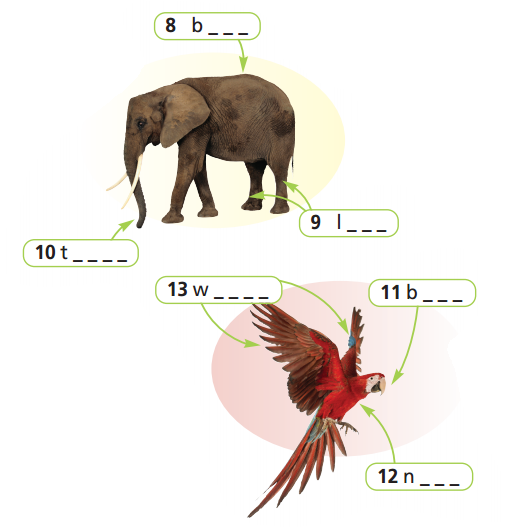 8 b _ _ _
9 l _ _ _
10 t _ _ _ _
13 w _ _ _ _
11 b _ _ _
12 n _ _ _